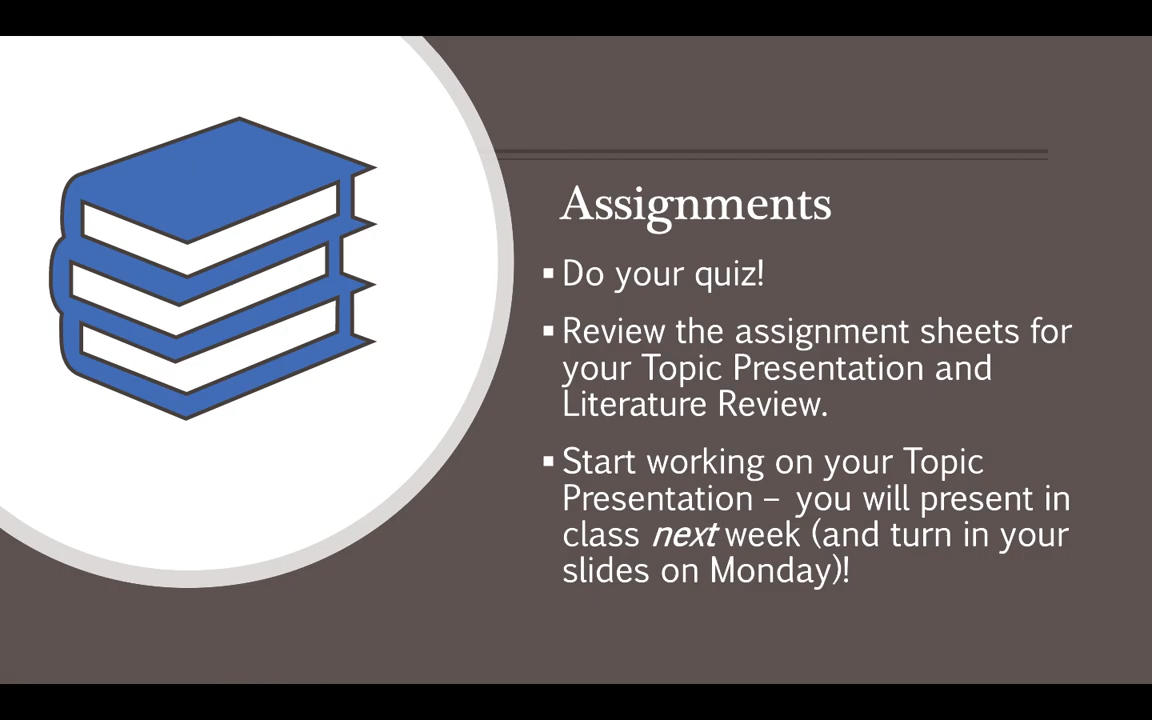 Assignments
▪ Do your quiz!
▪ Review the assignment sheets for
your Topic Presentation and
Literature Review.
▪ Start working on your Topic
Presentation – you will present in
class next week (and turn in your
slides on Monday)!